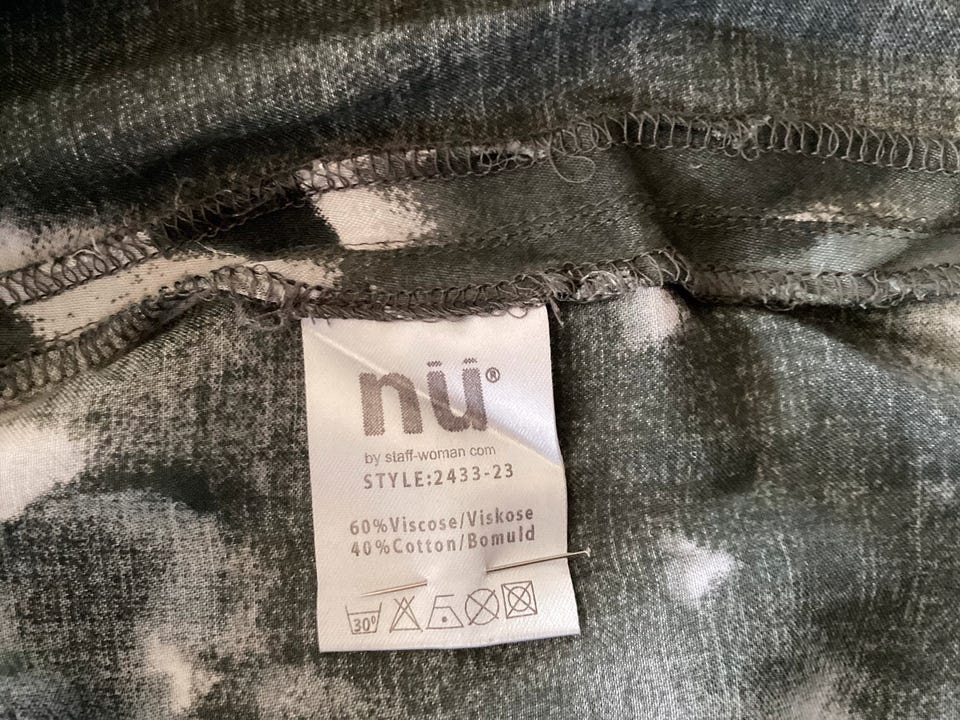 nü®
by staff-woman com
STYLE:2433-23
60%Viscose/Viskose
40%Cotton/Bomuld
30°